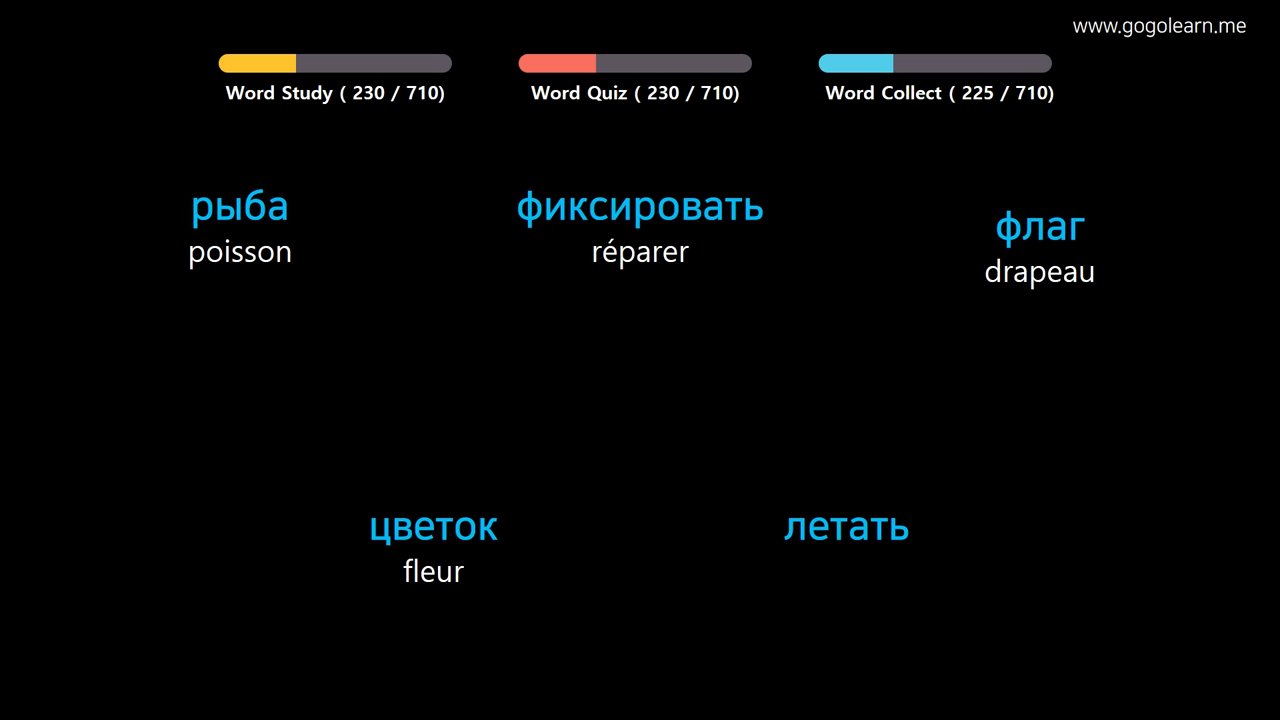 www.gogolearn.me
Word Study ( 230 / 710)
Word Quiz ( 230 / 710)
Word Collect ( 225 / 710)
рыба
poisson
фиксировать
réparer
флаг
drapeau
цветок
fleur
летать